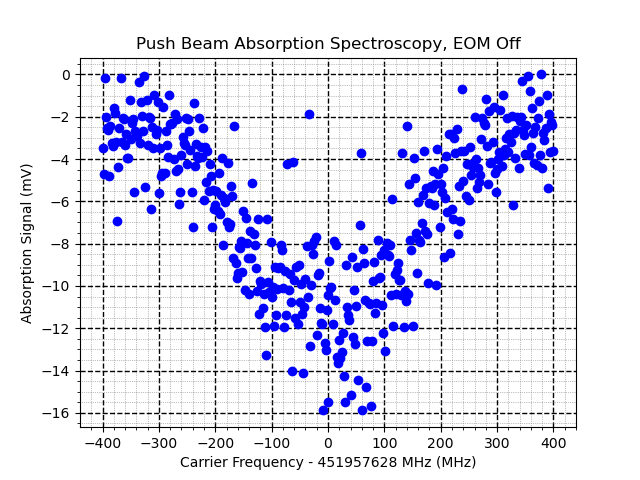 Push Beam Absorption Spectroscopy, EOM Off
0
−2
−4
−6
−8
−10
−12
−14
−16
Absorption Signal (mV)
−400 −300 −200 −100 0 100 200 300 400
Carrier Frequency - 451957628 MHz (MHz)